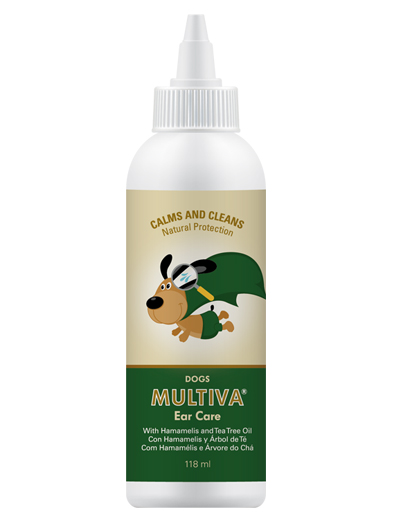 CALMS AND CLEANS
Natural Protection
DOGS
MULTIVA®
Ear Care
With Hamamelis and Tea Tree Oil
Con Hamamelis y Árbol de Té
Com Hamamélis e Árvore do Chá
118 ml